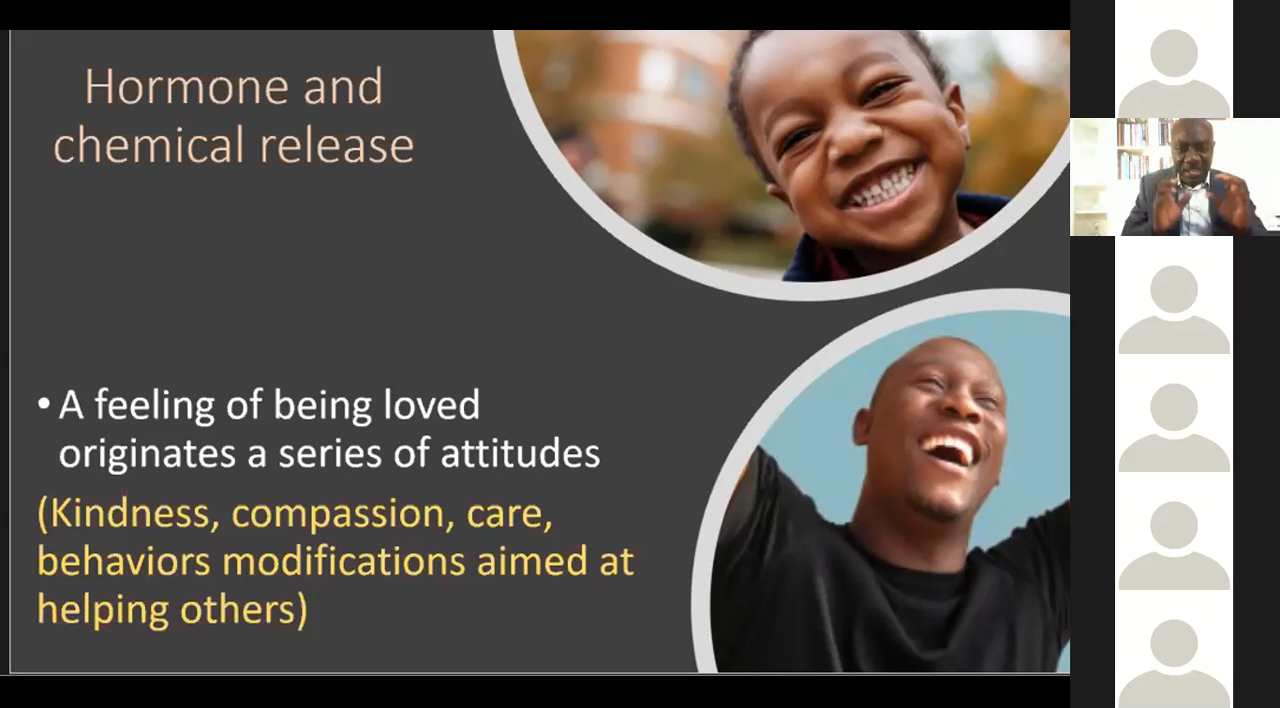 Hormone and
chemical release
• A feeling of being loved
originates a series of attitudes
(Kindness, compassion, care,
behaviors modifications aimed at
helping others)